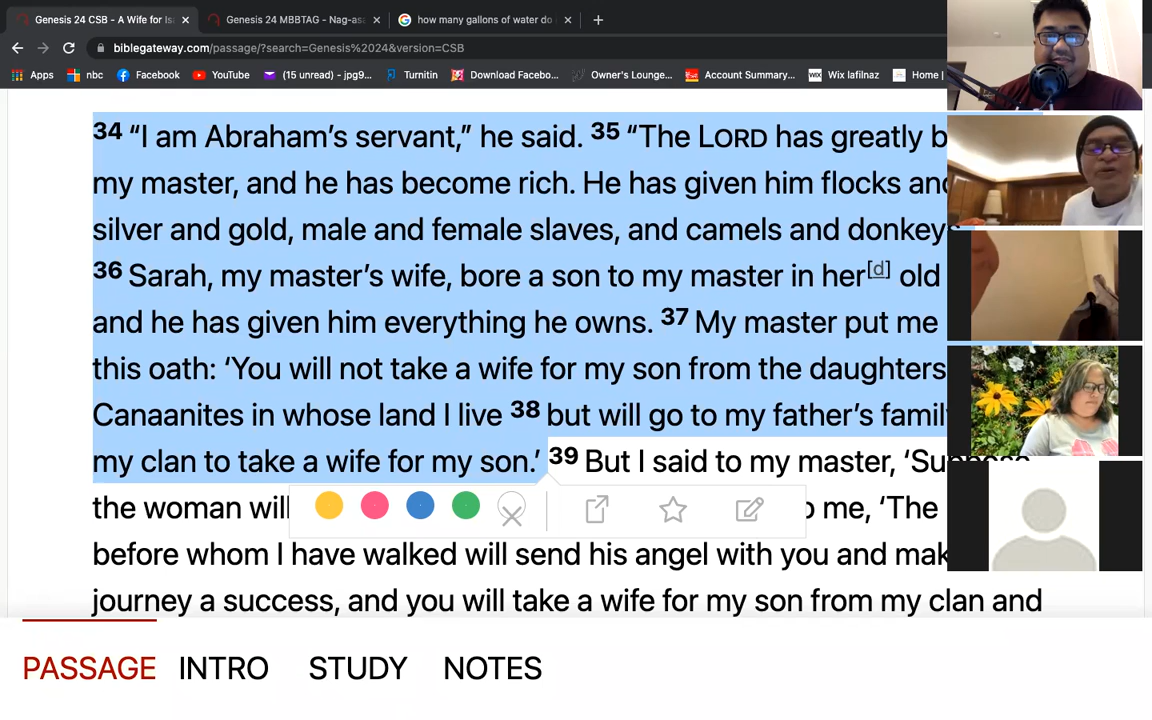 Genesis 24 CSB - A Wife for Is
Genesis 24 MBBTAG - Nag-as
how many gallons of water do
biblegateway.com/passage/?search=Genesis%2024&version=CSB
Apps nbc Facebook YouTube (15 unread) - jpg9... Turnitin Download Facebo... Owner's Lounge... Account Summary... WIX Wix lafilnaz Home |
34 “I am Abraham’s servant,” he said. 35 “The LORD has greatly b
my master, and he has become rich. He has given him flocks and
silver and gold, male and female slaves, and camels and donkeys.
36 Sarah, my master’s wife, bore a son to my master in her[d] old
and he has given him everything he owns. 37 My master put me
this oath: ‘You will not take a wife for my son from the daughters
Canaanites in whose land I live 38 but will go to my father’s family
my clan to take a wife for my son.’ 39 But I said to my master, ‘Suppose
the woman will o me, ‘The
before whom I have walked will send his angel with you and mak
journey a success, and you will take a wife for my son from my clan and
PASSAGE INTRO STUDY NOTES